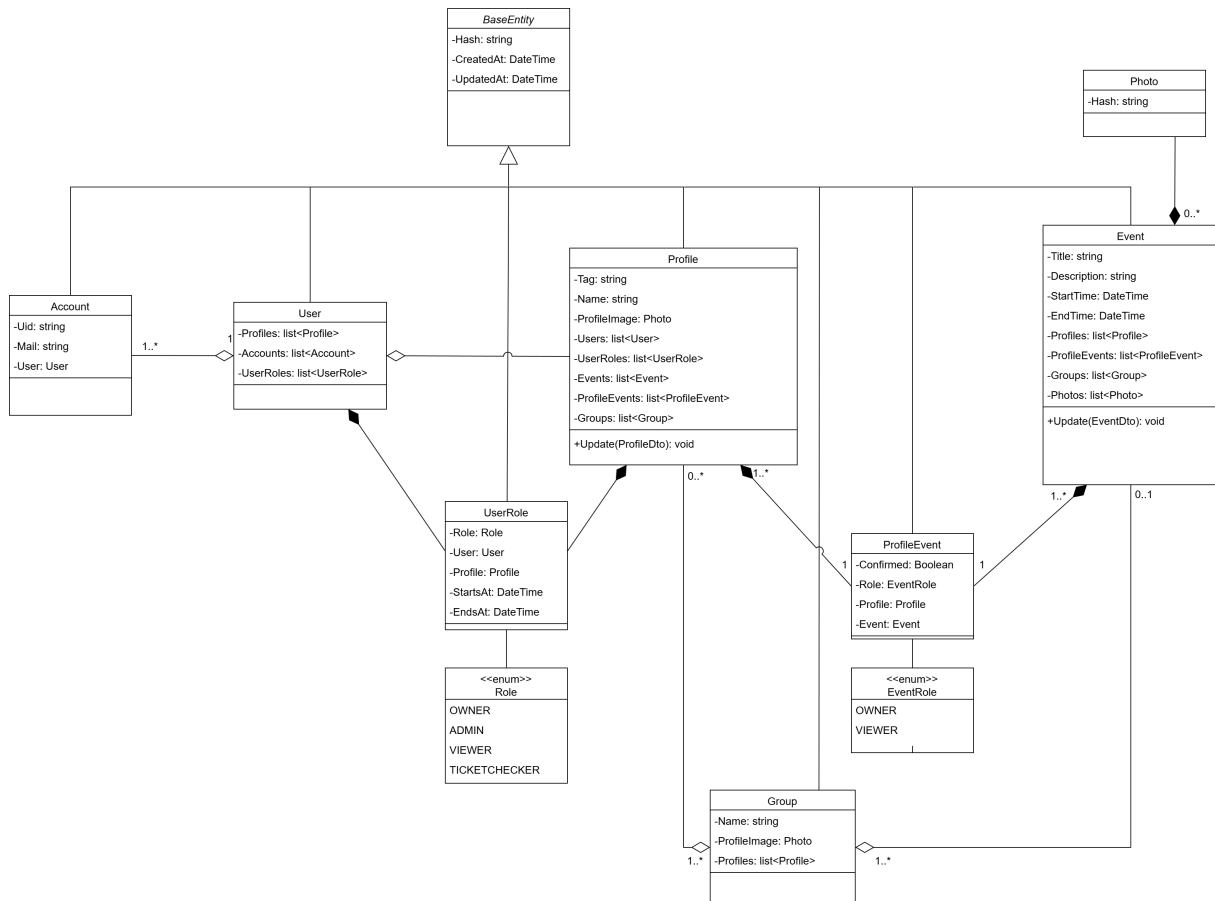 BaseEntity
-Hash: string
-CreatedAt: DateTime
-UpdatedAt: DateTime
Photo
-Hash: string
0..*
Event
-Title: string
-Description: string
-StartTime: DateTime
-EndTime: DateTime
-Profiles: list<Profile>
-ProfileEvents: list<ProfileEvent>
-Groups: list<Group>
-Photos: list<Photo>
+Update(EventDto): void
Profile
-Tag: string
-Name: string
-ProfileImage: Photo
-Users: list<User>
-UserRoles: list<UserRole>
-Events: list<Event>
-ProfileEvents: list<ProfileEvent>
-Groups: list<Group>
+Update(ProfileDto): void
Account
-Uid: string
-Mail: string
-User: User
1..*
1
User
-Profiles: list<Profile>
-Accounts: list<Account>
-UserRoles: list<UserRole>
0..*
1..*
1..*
0..1
UserRole
-Role: Role
-User: User
-Profile: Profile
-StartsAt: DateTime
-EndsAt: DateTime
ProfileEvent
-Confirmed: Boolean
-Role: EventRole
-Profile: Profile
-Event: Event
1
1
<<enum>>
Role
OWNER
ADMIN
VIEWER
TICKETCHECKER
<<enum>>
EventRole
OWNER
VIEWER
Group
-Name: string
-ProfileImage: Photo
-Profiles: list<Profile>
1..*
1..*